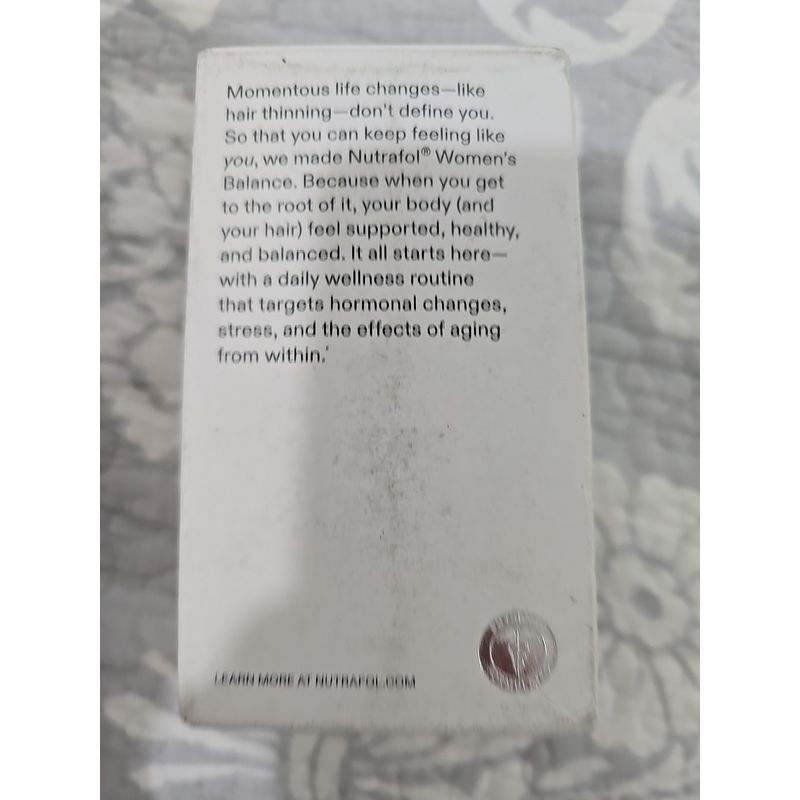 Momentous life changes—like
hair thinning—don't define you.
So that you can keep feeling like
you, we made Nutrafol® Women's
Balance. Because when you get
to the root of it, your body (and
your hair) feel supported, healthy,
and balanced. It all starts here—
with a daily wellness routine
that targets hormonal changes,
stress, and the effects of aging
from within.*
LEARN MORE AT NUTRAFOL.COM